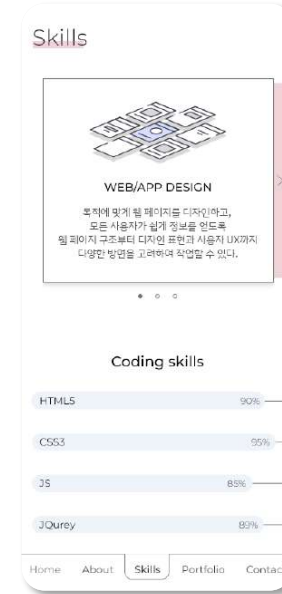 Skills
WEB/APP DESIGN
목적에 맞게 웹 페이지를 디자인하고,
모든 사용자가 쉽게 정보를 얻도록
웹 페이지 구조부터 디자인 표현과 사용자 UX까지
다양한 방면을 고려하여 작업할 수 있다.
Coding skills
HTML5 90%
CSS3 95%
JS 85%
JQurey 89%
Home About Skills Portfolio Contac